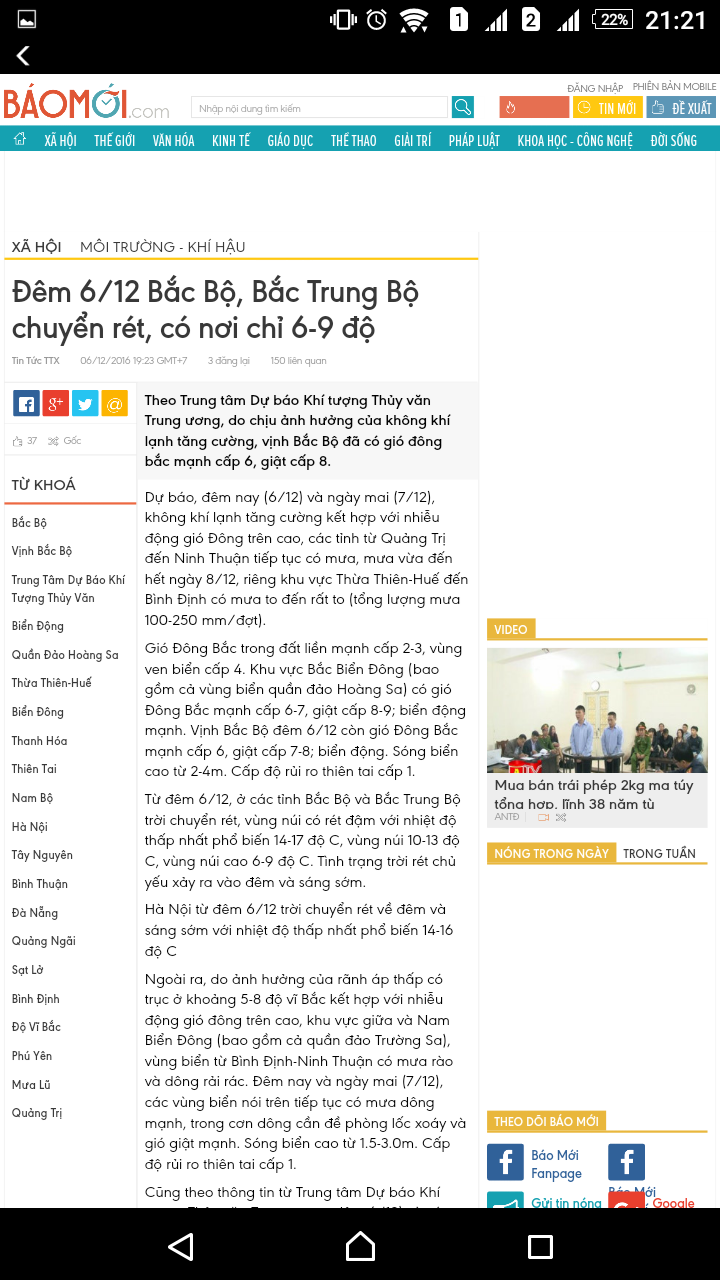 1
2
22%
21:21
ĐĂNG NHẬP
PHIÊN BẢN MOBILE
BÁOMỚI.com
Nhập nội dung tìm kiếm
TIN MỚI
ĐỀ XUẤT
XÃ HỘI THẾ GIỚI VĂN HÓA KINH TẾ GIÁO DỤC THỂ THAO GIẢI TRÍ PHÁP LUẬT KHOA HỌC - CÔNG NGHỆ ĐỜI SỐNG
XÃ HỘI MÔI TRƯỜNG - KHÍ HẬU
Đêm 6/12 Bắc Bộ, Bắc Trung Bộ
chuyển rét, có nơi chỉ 6-9 độ
Tin Tức TTX 06/12/2016 19:23 GMT+7 3 đăng lại 150 liên quan
37 Gốc
TỪ KHOÁ
Bắc Bộ
Vịnh Bắc Bộ
Trung Tâm Dự Báo Khí
Tượng Thủy Văn
Biển Động
Quần Đảo Hoàng Sa
Thừa Thiên-Huế
Biển Đông
Thanh Hóa
Thiên Tai
Nam Bộ
Hà Nội
Tây Nguyên
Bình Thuận
Đà Nẵng
Quảng Ngãi
Sạt Lở
Bình Định
Độ Vĩ Bắc
Phú Yên
Mưa Lũ
Quảng Trị
Theo Trung tâm Dự báo Khí tượng Thủy văn
Trung ương, do chịu ảnh hưởng của không khí
lạnh tăng cường, vịnh Bắc Bộ đã có gió đông
bắc mạnh cấp 6, giật cấp 8.
Dự báo, đêm nay (6/12) và ngày mai (7/12),
không khí lạnh tăng cường kết hợp với nhiễu
động gió Đông trên cao, các tỉnh từ Quảng Trị
đến Ninh Thuận tiếp tục có mưa, mưa vừa đến
hết ngày 8/12, riêng khu vực Thừa Thiên-Huế đến
Bình Định có mưa to đến rất to (tổng lượng mưa
100-250 mm/đợt).
Gió Đông Bắc trong đất liền mạnh cấp 2-3, vùng
ven biển cấp 4. Khu vực Bắc Biển Đông (bao
gồm cả vùng biển quần đảo Hoàng Sa) có gió
Đông Bắc mạnh cấp 6-7, giật cấp 8-9; biển động
mạnh. Vịnh Bắc Bộ đêm 6/12 còn gió Đông Bắc
mạnh cấp 6, giật cấp 7-8; biển động. Sóng biển
cao từ 2-4m. Cấp độ rủi ro thiên tai cấp 1.
Từ đêm 6/12, ở các tỉnh Bắc Bộ và Bắc Trung Bộ
trời chuyển rét, vùng núi có rét đậm với nhiệt độ
thấp nhất phổ biến 14-17 độ C, vùng núi 10-13 độ
C, vùng núi cao 6-9 độ C. Tình trạng trời rét chủ
yếu xảy ra vào đêm và sáng sớm.
Hà Nội từ đêm 6/12 trời chuyển rét về đêm và
sáng sớm với nhiệt độ thấp nhất phổ biến 14-16
độ C
Ngoài ra, do ảnh hưởng của rãnh áp thấp có
trục ở khoảng 5-8 độ vĩ Bắc kết hợp với nhiễu
động gió đông trên cao, khu vực giữa và Nam
Biển Đông (bao gồm cả quần đảo Trường Sa),
vùng biển từ Bình Định-Ninh Thuận có mưa rào
và dông rải rác. Đêm nay và ngày mai (7/12),
các vùng biển nói trên tiếp tục có mưa dông
mạnh, trong cơn dông cần đề phòng lốc xoáy và
gió giật mạnh. Sóng biển cao từ 1.5-3.0m. Cấp
độ rủi ro thiên tai cấp 1.
Cũng theo thông tin từ Trung tâm Dự báo Khí
VIDEO
Mua bán trái phép 2kg ma túy
tổng hợp, lĩnh 38 năm tù
ANTĐ
NÓNG TRONG NGÀY TRONG TUẦN
THEO DÕI BÁO MỚI
Báo Mới
Fanpage
Báo Mới
Gửi tin nóng
Google